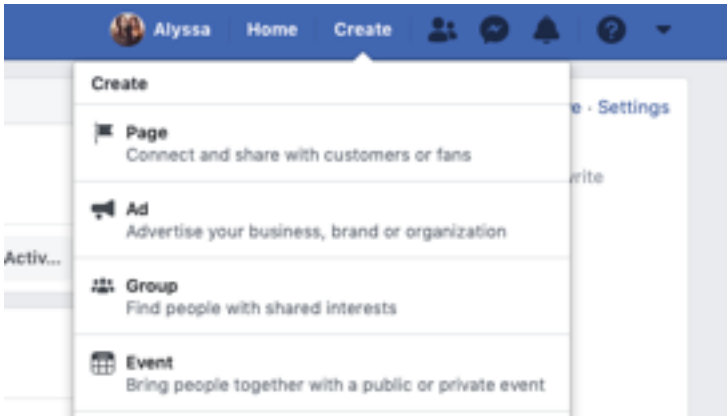 Alyssa Home Create
Create
Page
Connect and share with customers or fans
Ad
Advertise your business, brand or organization
Group
Find people with shared interests
Event
Bring people together with a public or private event
· Settings
Activ...